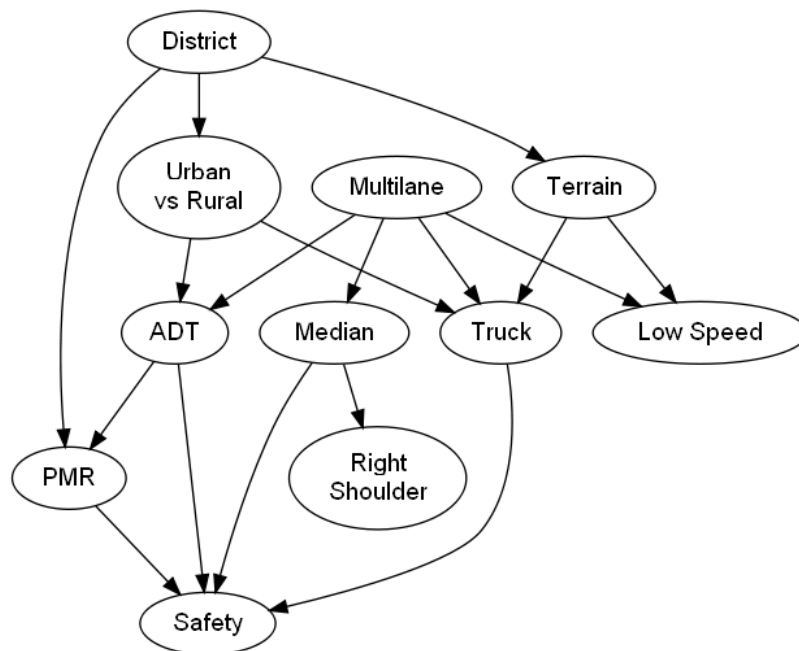 District
Urban
vs Rural
Multilane
Terrain
ADT
Median
Truck
Low Speed
PMR
Right
Shoulder
Safety